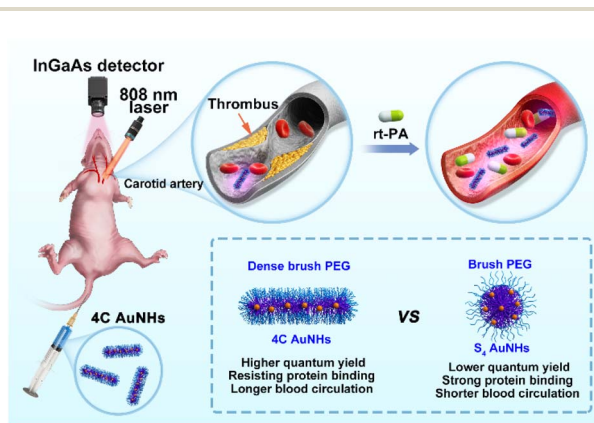 InGaAs detector
808 nm
laser
Thrombus
rt-PA
Carotid artery
4C AuNHs
Dense brush PEG
4C AuNHs
Higher quantum yield
Resisting protein binding
Longer blood circulation
VS
Brush PEG
S₄ AuNHs
Lower quantum yield
Strong protein binding
Shorter blood circulation